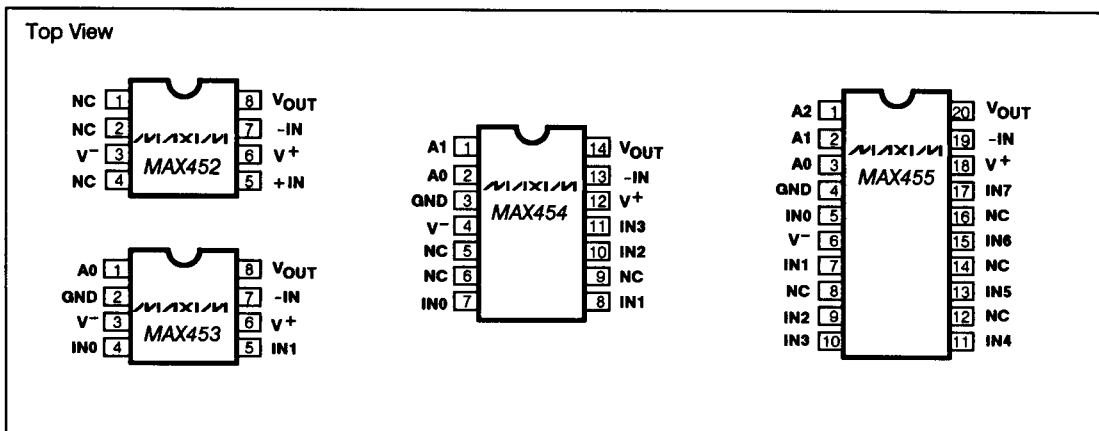 Top View
NC 1 8 VOUT
NC 2 7 -IN
V- 3 6 V+
NC 4 5 +IN
MAXIM
MAX452
A0 1 8 VOUT
GND 2 7 -IN
V- 3 6 V+
IN0 4 5 IN1
MAXIM
MAX453
A1 1 14 VOUT
A0 2 13 -IN
GND 3 12 V+
V- 4 11 IN3
NC 5 10 IN2
NC 6 9 NC
IN0 7 8 IN1
MAXIM
MAX454
A2 1 20 VOUT
A1 2 19 -IN
A0 3 18 V+
GND 4 17 IN7
IN0 5 16 NC
V- 6 15 IN6
IN1 7 14 NC
NC 8 13 IN5
IN2 9 12 NC
IN3 10 11 IN4
MAXIM
MAX455